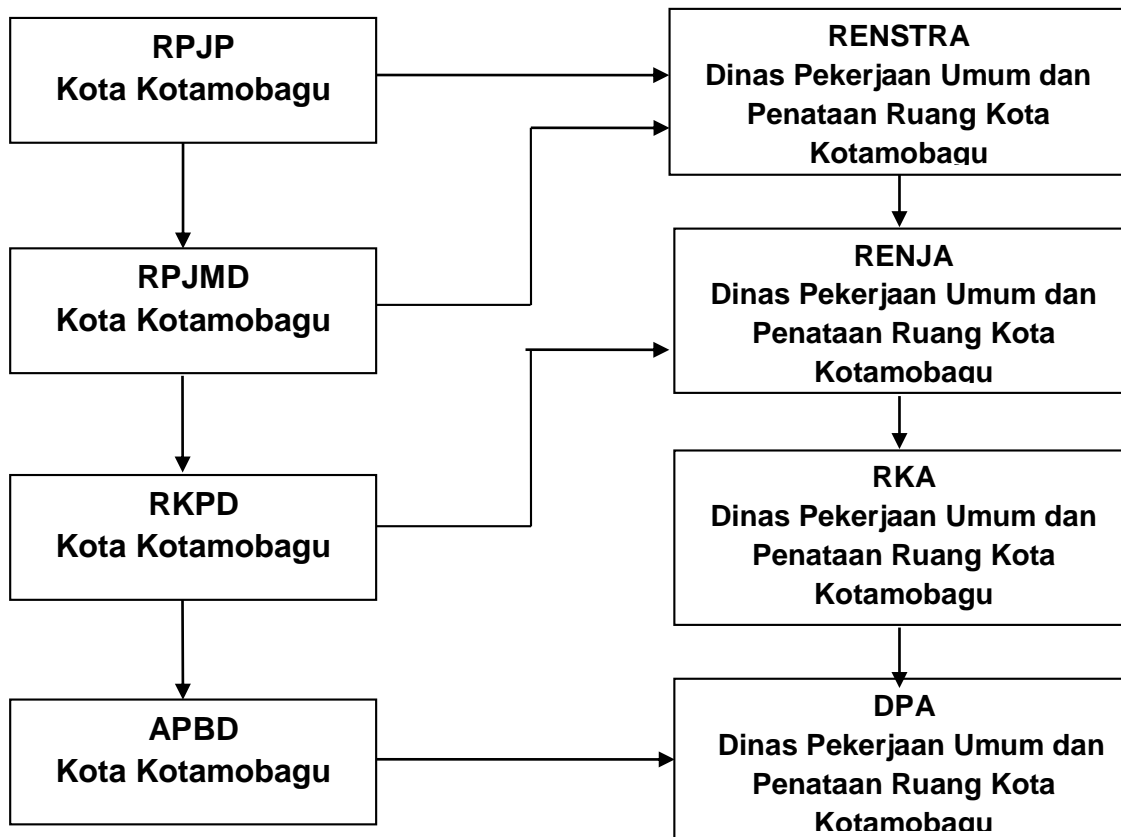 RPJP
Kota Kotamobagu
RENSTRA
Dinas Pekerjaan Umum dan
Penataan Ruang Kota
Kotamobagu
RPJMD
Kota Kotamobagu
RENJA
Dinas Pekerjaan Umum dan
Penataan Ruang Kota
Kotamobagu
RKPD
Kota Kotamobagu
RKA
Dinas Pekerjaan Umum dan
Penataan Ruang Kota
Kotamobagu
APBD
Kota Kotamobagu
DPA
Dinas Pekerjaan Umum dan
Penataan Ruang Kota
Kotamobagu